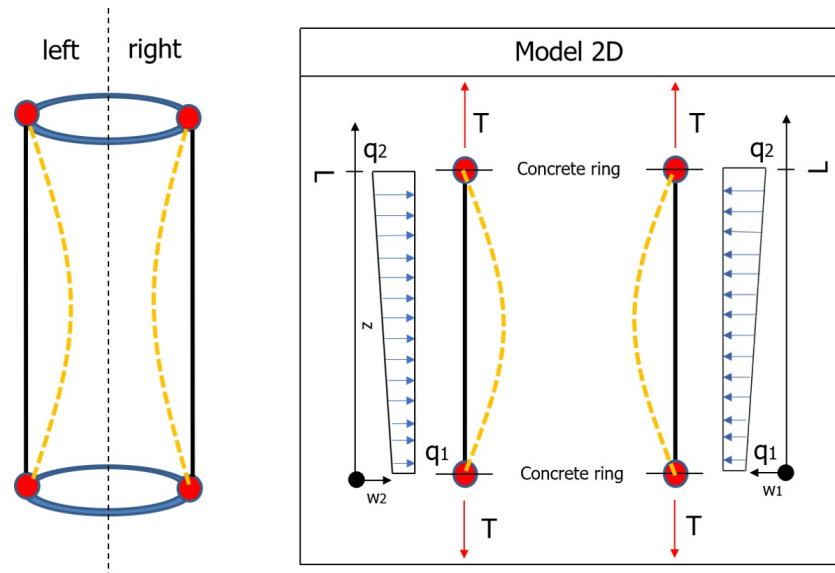 left right
Model 2D
T T
q2 q2
Concrete ring
L L
z
q1 q1
Concrete ring
w2 w1
T T